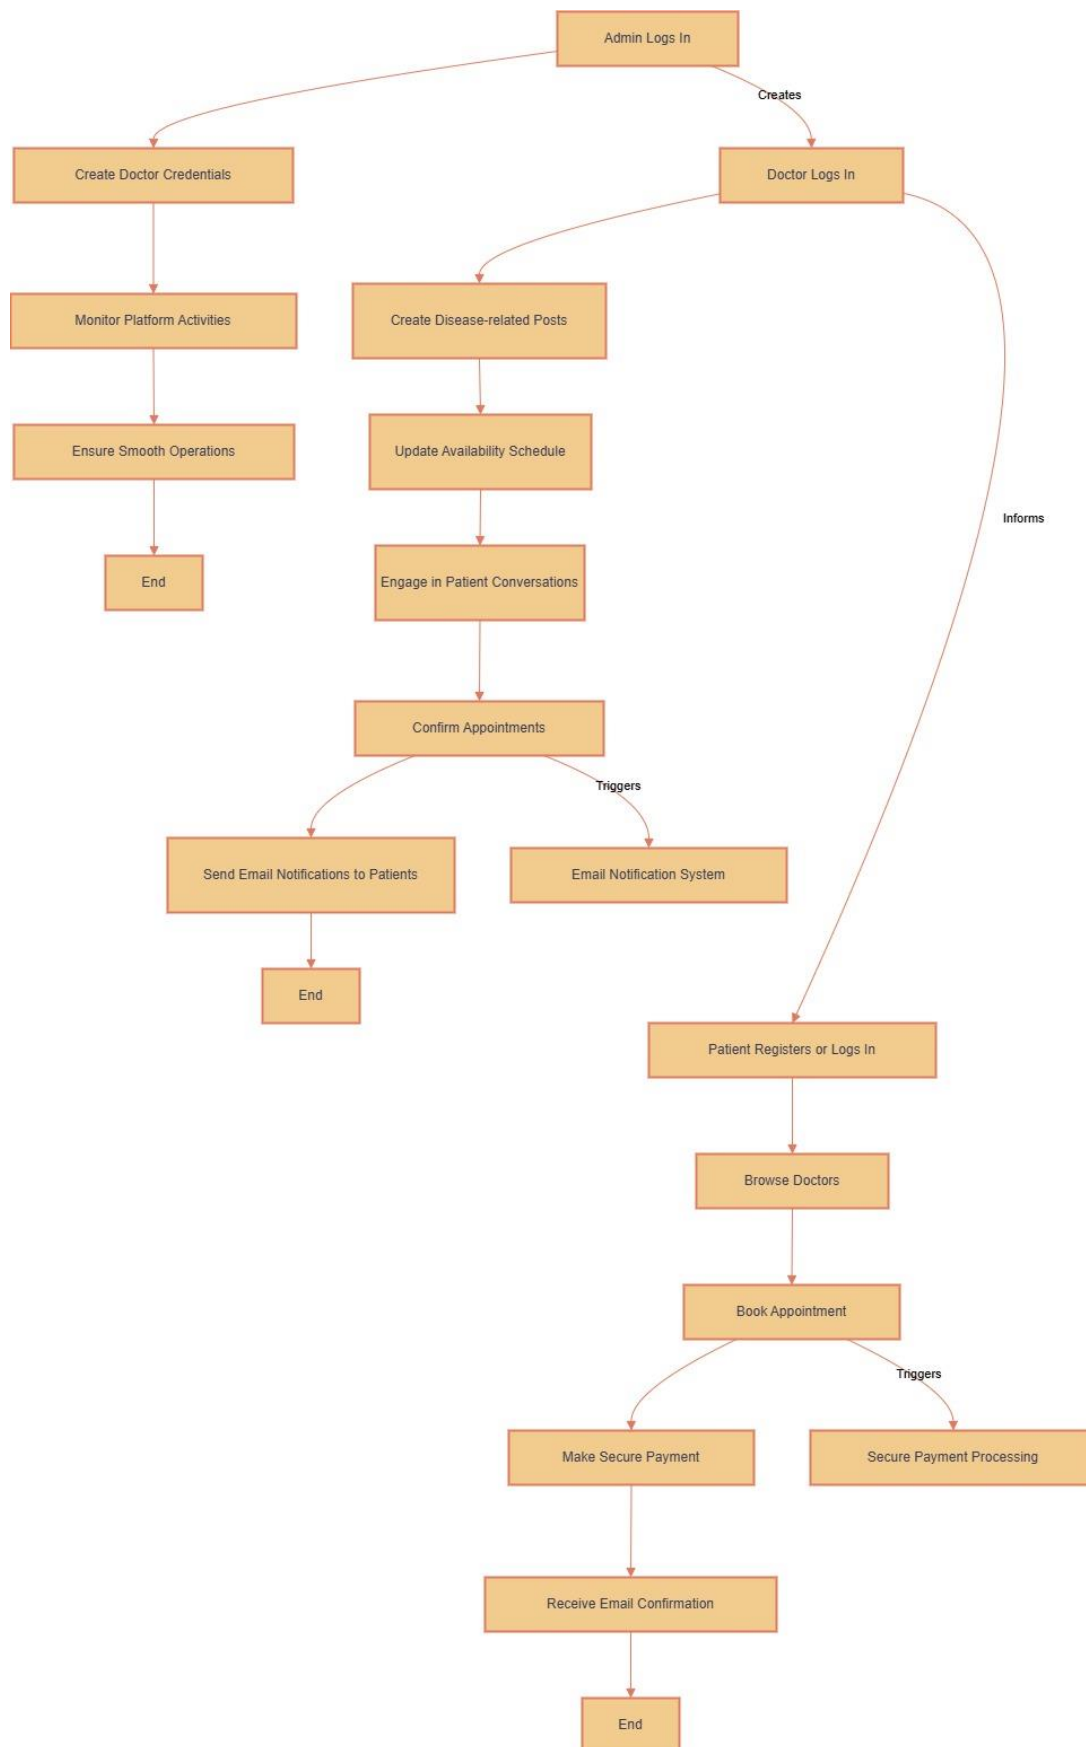 Admin Logs In
Creates
Create Doctor Credentials
Doctor Logs In
Monitor Platform Activities
Create Disease-related Posts
Ensure Smooth Operations
Update Availability Schedule
Informs
End
Engage in Patient Conversations
Confirm Appointments
Triggers
Send Email Notifications to Patients
Email Notification System
End
Patient Registers or Logs In
Browse Doctors
Book Appointment
Triggers
Make Secure Payment
Secure Payment Processing
Receive Email Confirmation
End